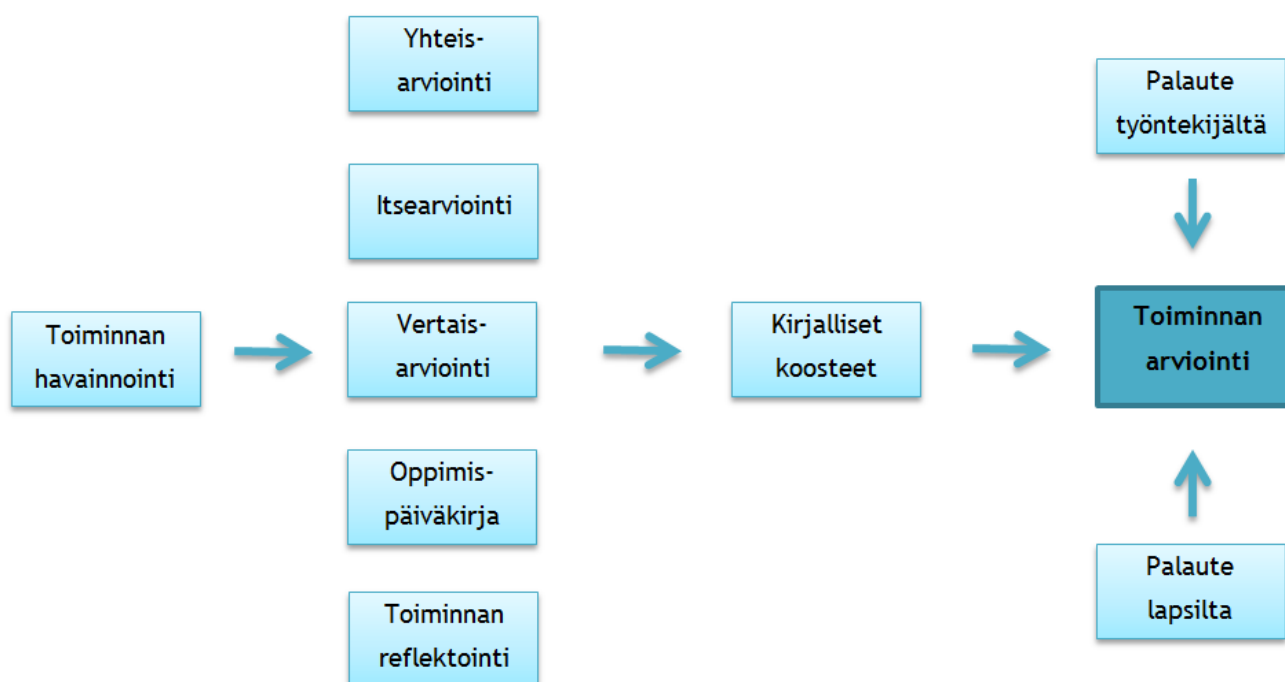 Toiminnan
havainnointi
Yhteis-
arviointi
Itsearviointi
Vertais-
arviointi
Oppimis-
päiväkirja
Toiminnan
reflektointi
Kirjalliset
koosteet
Palaute
työntekijältä
Toiminnan
arviointi
Palaute
lapsilta